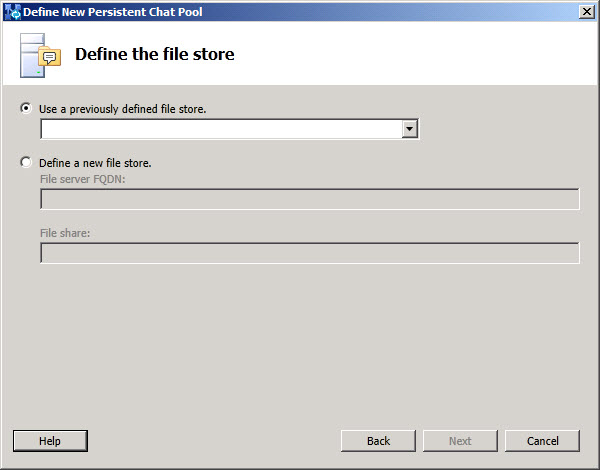 Define New Persistent Chat Pool
Define the file store
Use a previously defined file store.
Define a new file store.
File server FQDN:
File share:
Help
Back
Next
Cancel